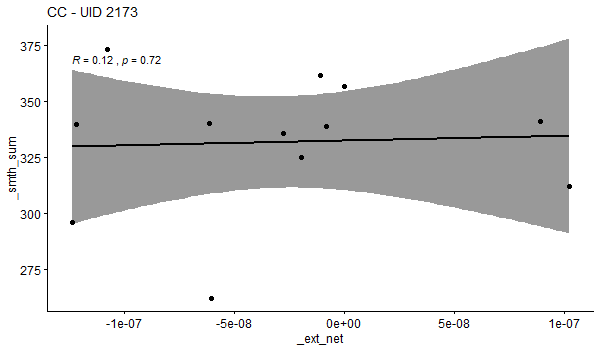 CC - UID 2173
R = 0.12 , p = 0.72
375
350
325
300
275
_smth_sum
-1e-07
-5e-08
0e+00
5e-08
1e-07
_ext_net